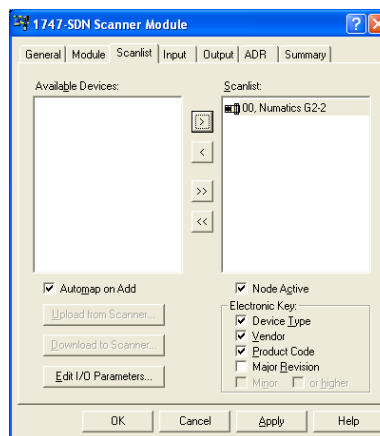 1747-SDN Scanner Module
General Module Scanlist Input Output ADR Summary
Available Devices: Scanlist:
00, Numatics G2-2
>
<
>>
<<
Automap on Add Node Active
Upload from Scanner... Electronic Key:
Device Type
Vendor
Download to Scanner... Product Code
Major Revision
Edit I/O Parameters... Minor or higher
OK Cancel Apply Help